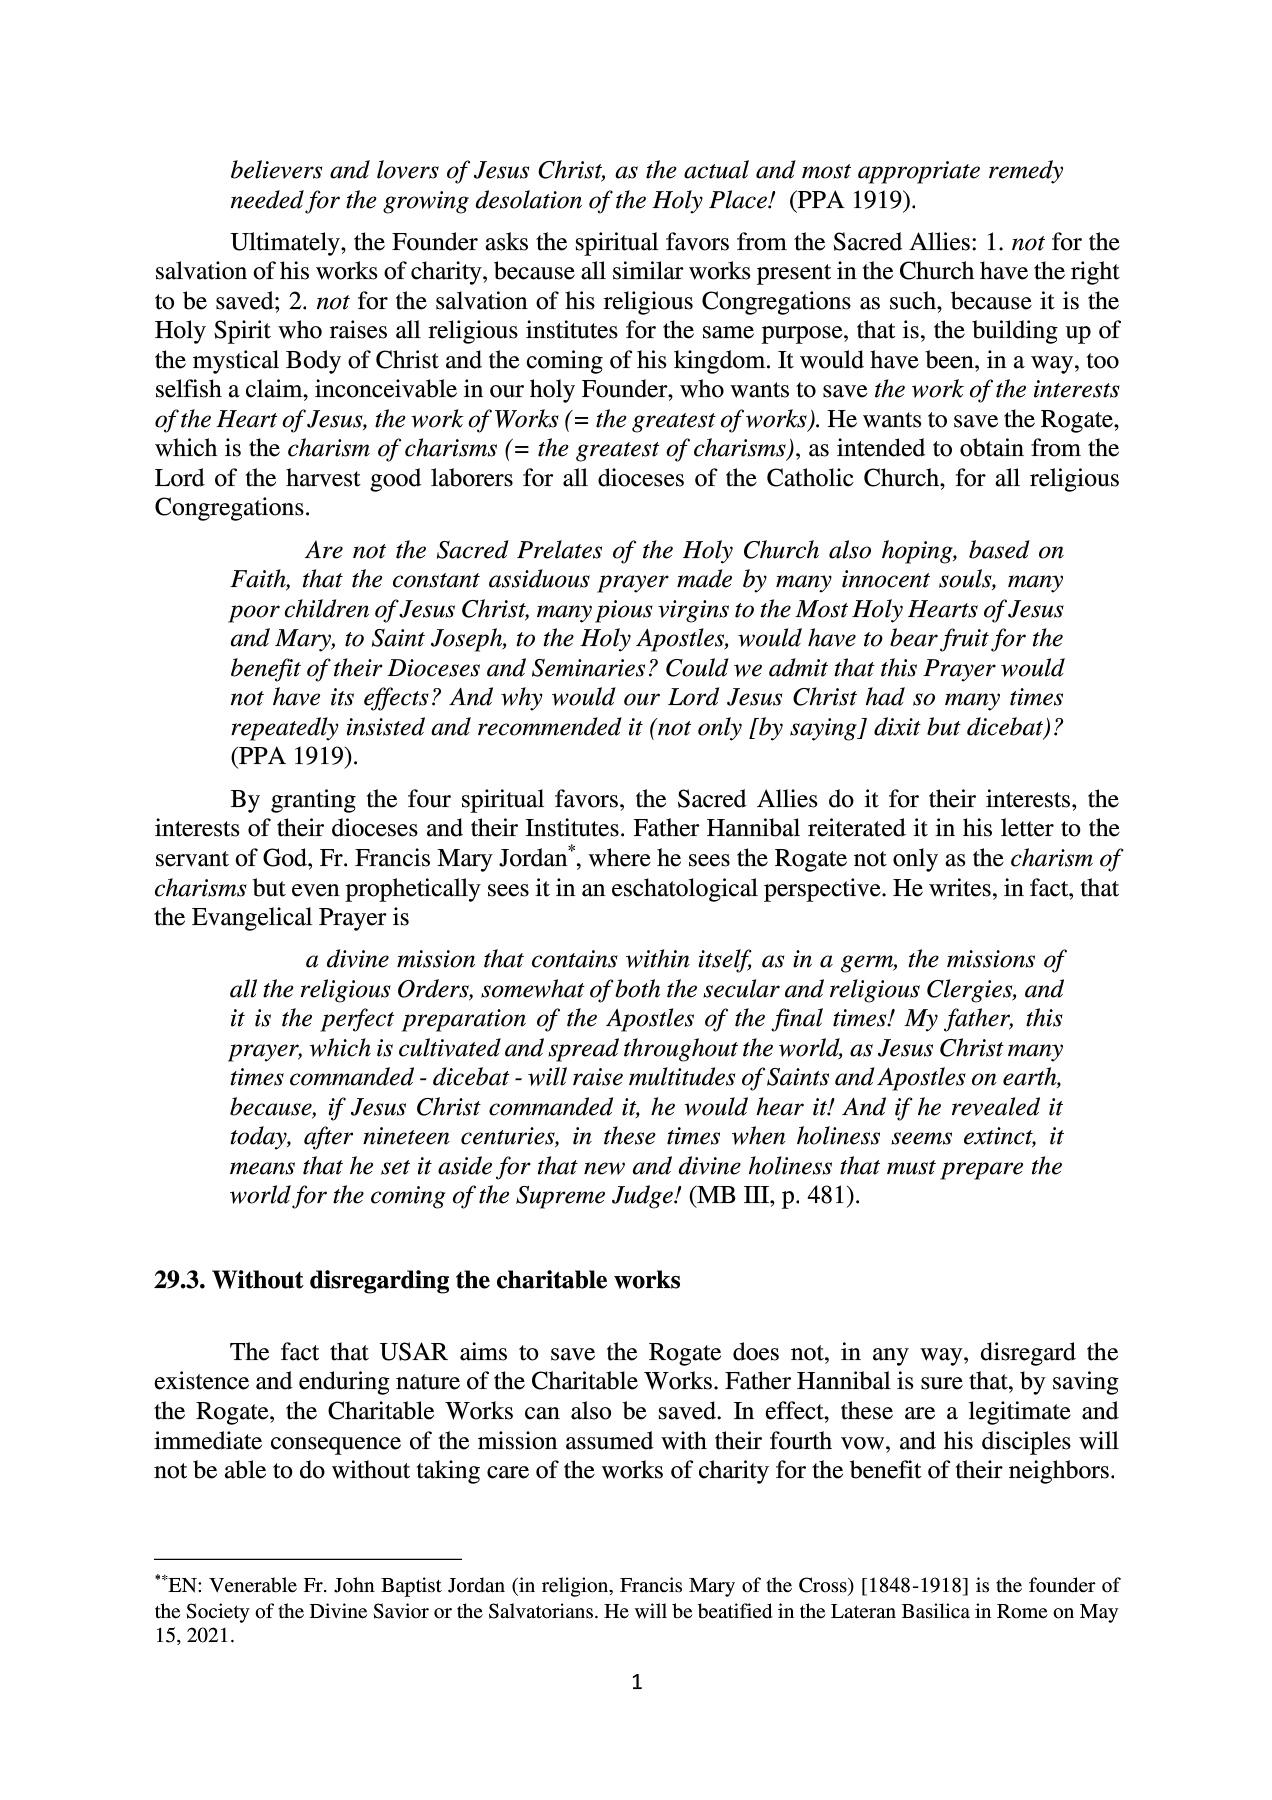 believers and lovers of Jesus Christ, as the actual and most appropriate remedy
needed for the growing desolation of the Holy Place! (PPA 1919).
Ultimately, the Founder asks the spiritual favors from the Sacred Allies: 1. not for the
salvation of his works of charity, because all similar works present in the Church have the right
to be saved; 2. not for the salvation of his religious Congregations as such, because it is the
Holy Spirit who raises all religious institutes for the same purpose, that is, the building up of
the mystical Body of Christ and the coming of his kingdom. It would have been, in a way, too
selfish a claim, inconceivable in our holy Founder, who wants to save the work of the interests
of the Heart of Jesus, the work of Works (= the greatest of works). He wants to save the Rogate,
which is the charism of charisms (= the greatest of charisms), as intended to obtain from the
Lord of the harvest good laborers for all dioceses of the Catholic Church, for all religious
Congregations.
Are not the Sacred Prelates of the Holy Church also hoping, based on
Faith, that the constant assiduous prayer made by many innocent souls, many
poor children of Jesus Christ, many pious virgins to the Most Holy Hearts of Jesus
and Mary, to Saint Joseph, to the Holy Apostles, would have to bear fruit for the
benefit of their Dioceses and Seminaries? Could we admit that this Prayer would
not have its effects? And why would our Lord Jesus Christ had so many times
repeatedly insisted and recommended it (not only [by saying] dixit but dicebat)?
(PPA 1919).
By granting the four spiritual favors, the Sacred Allies do it for their interests, the
interests of their dioceses and their Institutes. Father Hannibal reiterated it in his letter to the
servant of God, Fr. Francis Mary Jordan*, where he sees the Rogate not only as the charism of
charisms but even prophetically sees it in an eschatological perspective. He writes, in fact, that
the Evangelical Prayer is
a divine mission that contains within itself, as in a germ, the missions of
all the religious Orders, somewhat of both the secular and religious Clergies, and
it is the perfect preparation of the Apostles of the final times! My father, this
prayer, which is cultivated and spread throughout the world, as Jesus Christ many
times commanded - dicebat - will raise multitudes of Saints and Apostles on earth,
because, if Jesus Christ commanded it, he would hear it! And if he revealed it
today, after nineteen centuries, in these times when holiness seems extinct, it
means that he set it aside for that new and divine holiness that must prepare the
world for the coming of the Supreme Judge! (MB III, p. 481).
29.3. Without disregarding the charitable works
The fact that USAR aims to save the Rogate does not, in any way, disregard the
existence and enduring nature of the Charitable Works. Father Hannibal is sure that, by saving
the Rogate, the Charitable Works can also be saved. In effect, these are a legitimate and
immediate consequence of the mission assumed with their fourth vow, and his disciples will
not be able to do without taking care of the works of charity for the benefit of their neighbors.
**EN: Venerable Fr. John Baptist Jordan (in religion, Francis Mary of the Cross) [1848-1918] is the founder of
the Society of the Divine Savior or the Salvatorians. He will be beatified in the Lateran Basilica in Rome on May
15, 2021.
1